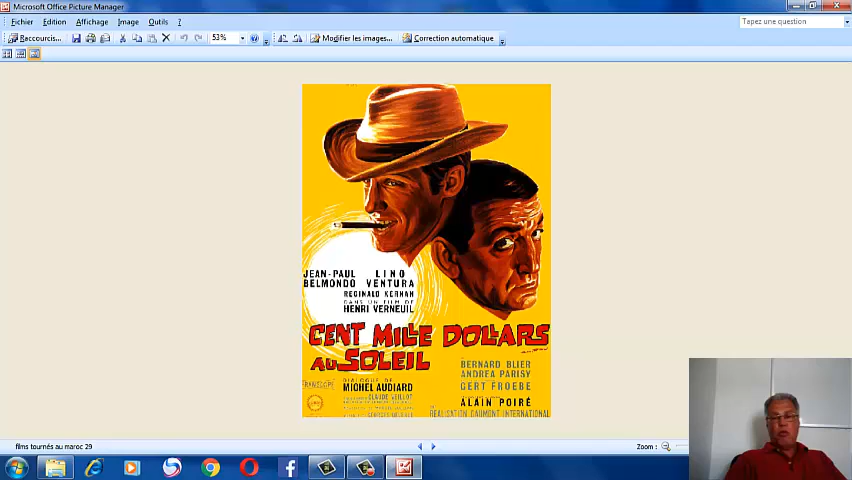 Microsoft Office Picture Manager
Fichier Edition Affichage Image Outils ?
Tapez une question
Raccourcis...
53%
Modifier les images...
Correction automatique
JEAN-PAUL LINO
BELMONDO VENTURA
REGINALD KERNAN
DANS UN FILM DE
HENRI VERNEUIL
CENT MILLE DOLLARS
AU SOLEIL
DIALOGUE DE
MICHEL AUDIARD
CLAUDE VEILLOT
BERNARD BLIER
ANDREA PARISY
GERT FROEBE
ALAIN POIRÉ
RÉALISATION GAUMONT INTERNATIONAL
films tournés au maroc 29
Zoom :